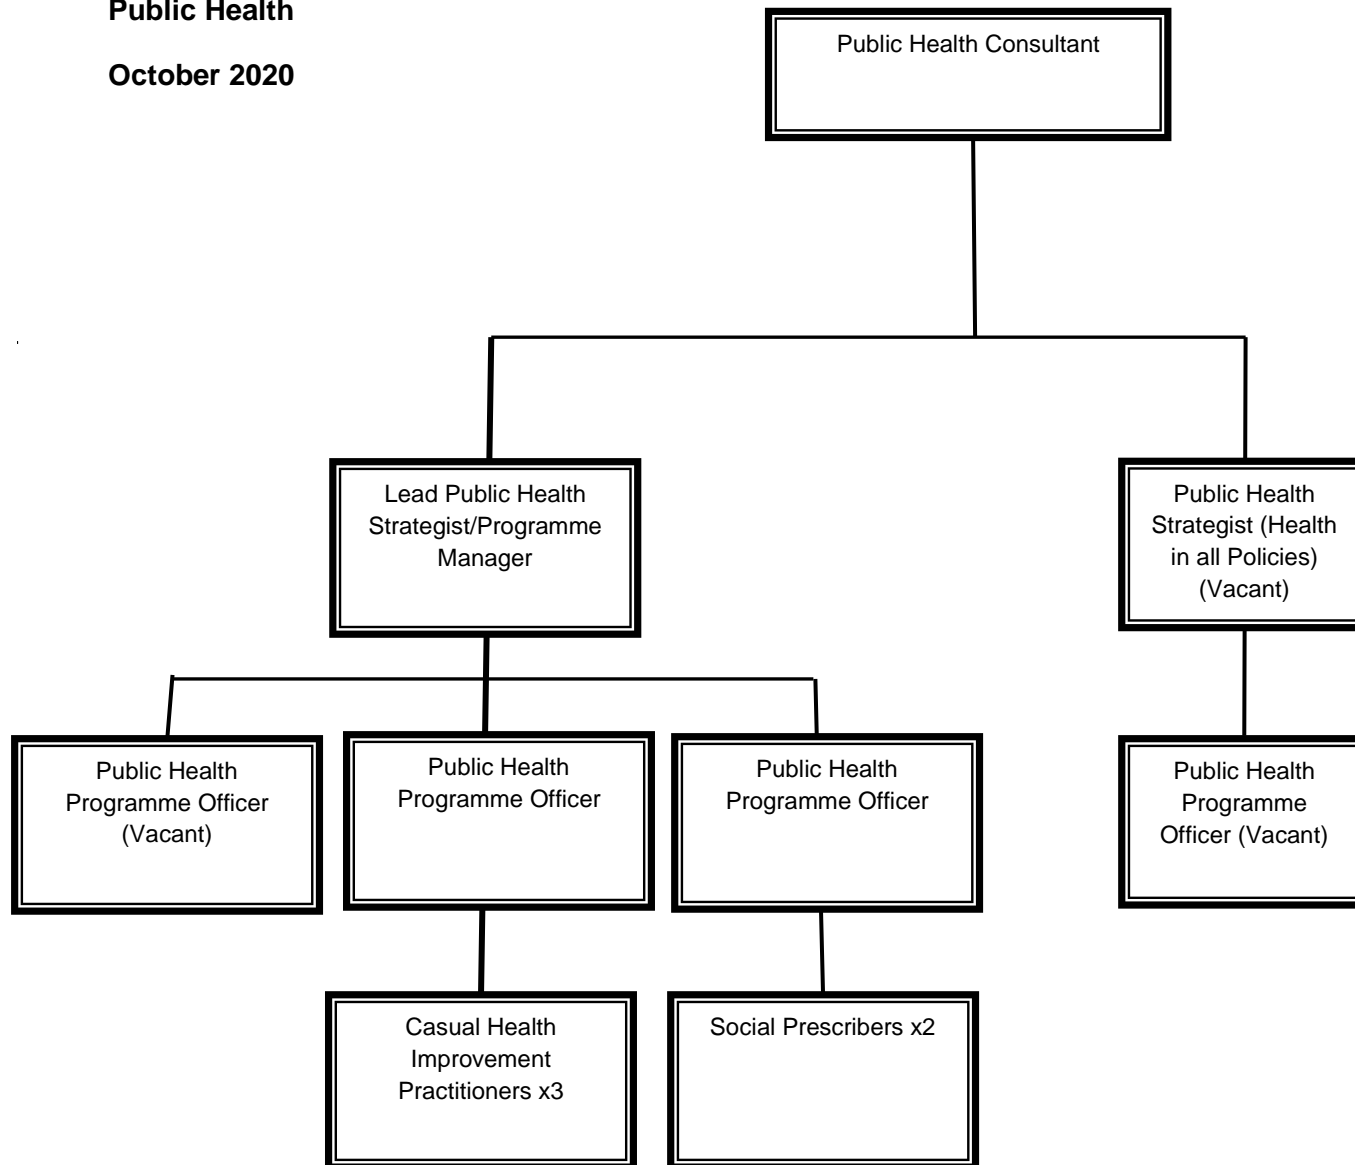 Public Health
October 2020
Public Health Consultant
Lead Public Health
Strategist/Programme
Manager
Public Health
Strategist (Health
in all Policies)
(Vacant)
Public Health
Programme Officer
(Vacant)
Public Health
Programme Officer
Public Health
Programme Officer
Public Health
Programme
Officer (Vacant)
Casual Health
Improvement
Practitioners x3
Social Prescribers x2